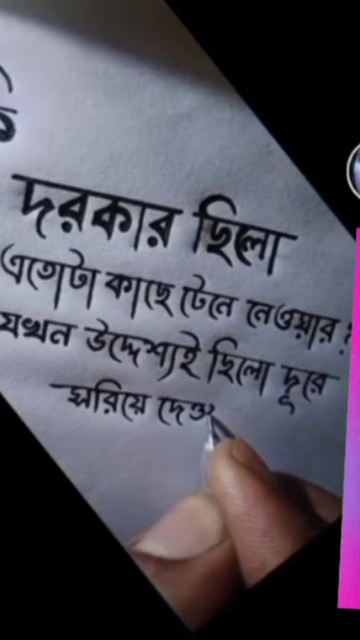 কি
দরকার ছিলো
এতোটা কাছে টেনে নেওয়ার ?
যখন উদ্দেশ্যই ছিলো দূরে
সরিয়ে দেও